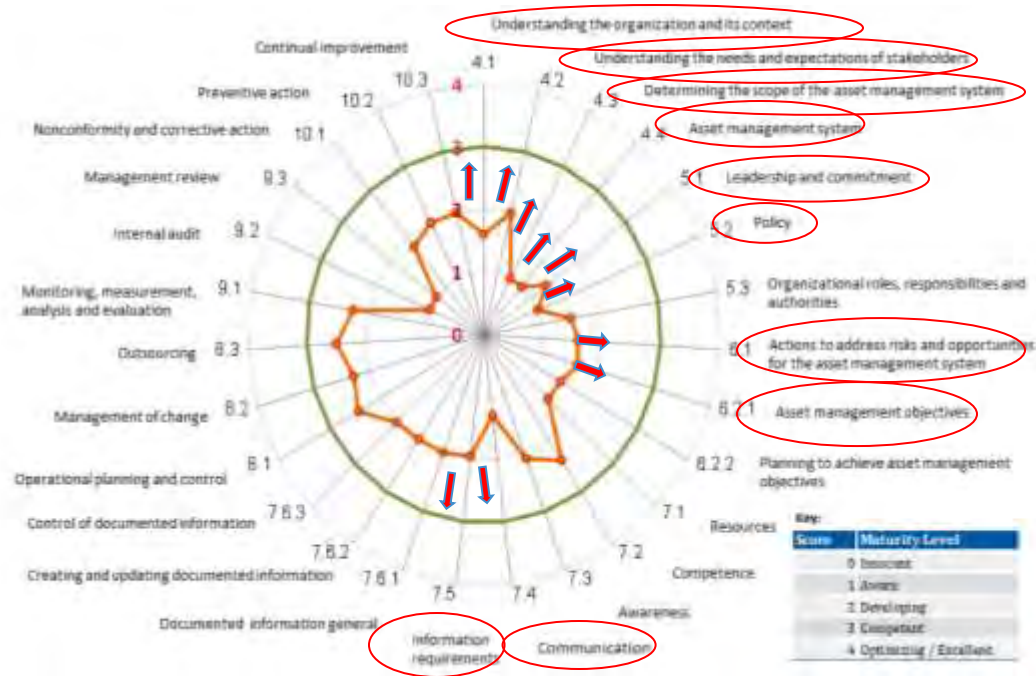 Understanding the organization and its context
Continual improvement
10.3
4.1
4.2
Understanding the needs and expectations of stakeholders
4
Preventive action
10.2
4.3
Determining the scope of the asset management system
Nonconformity and corrective action
10.1
4.4
Asset management system
3
Management review
9.3
5.1
Leadership and commitment
2
Internal audit
9.2
5.2
Policy
1
Monitoring, measurement,
analysis and evaluation
9.1
5.3
Organizational roles, responsibilities and
authorities
0
Outsourcing
8.3
6.1
Actions to address risks and opportunities
for the asset management system
Management of change
8.2
6.2.1
Asset management objectives
Operational planning and control
8.1
6.2.2
Planning to achieve asset management
objectives
Control of documented information
7.6.3
7.1
Resources
Creating and updating documented information
7.6.2
7.2
Competence
Documented information general
7.6.1
7.3
Awareness
7.5
Information
requirements
7.4
Communication
Key:
Score Maturity Level
0 Innocent
1 Aware
2 Developing
3 Competent
4 Optimizing / Excellent